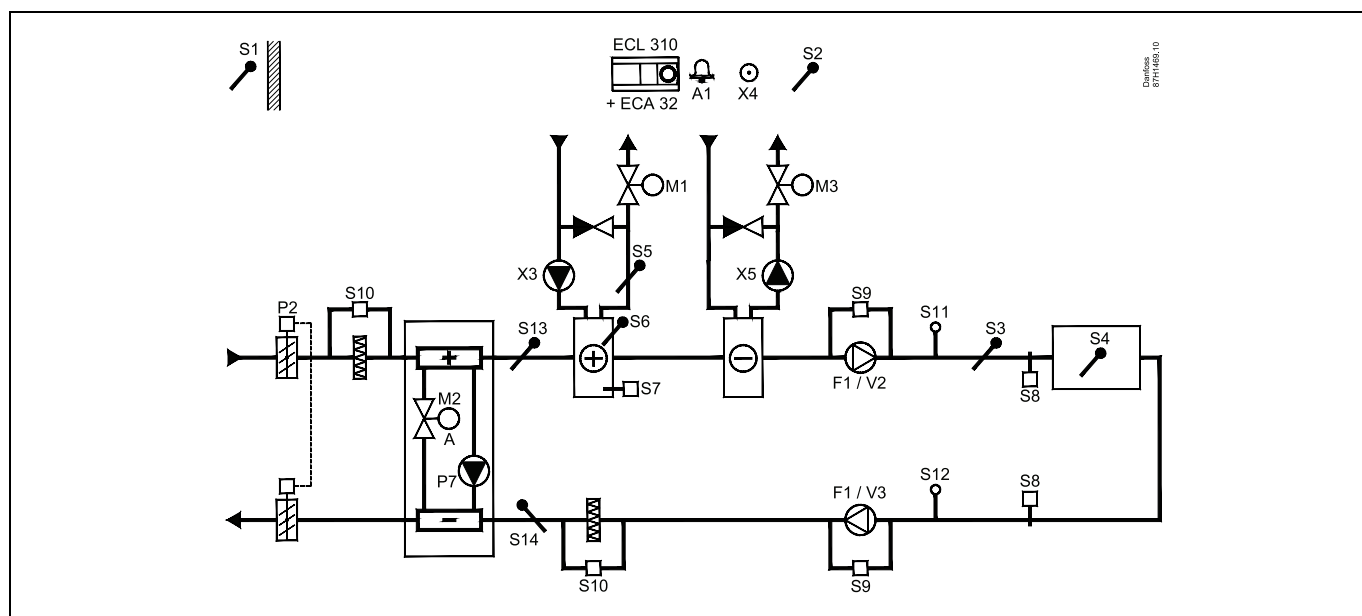 S1
ECL 310
+ ECA 32
A1
X4
S2
Danfoss
87H1469.10
M1
M3
X3
S5
X5
P2
S10
S13
S6
S7
S9
F1 / V2
S11
S3
S8
S4
M2
A
P7
S14
S10
F1 / V3
S9
S12
S8